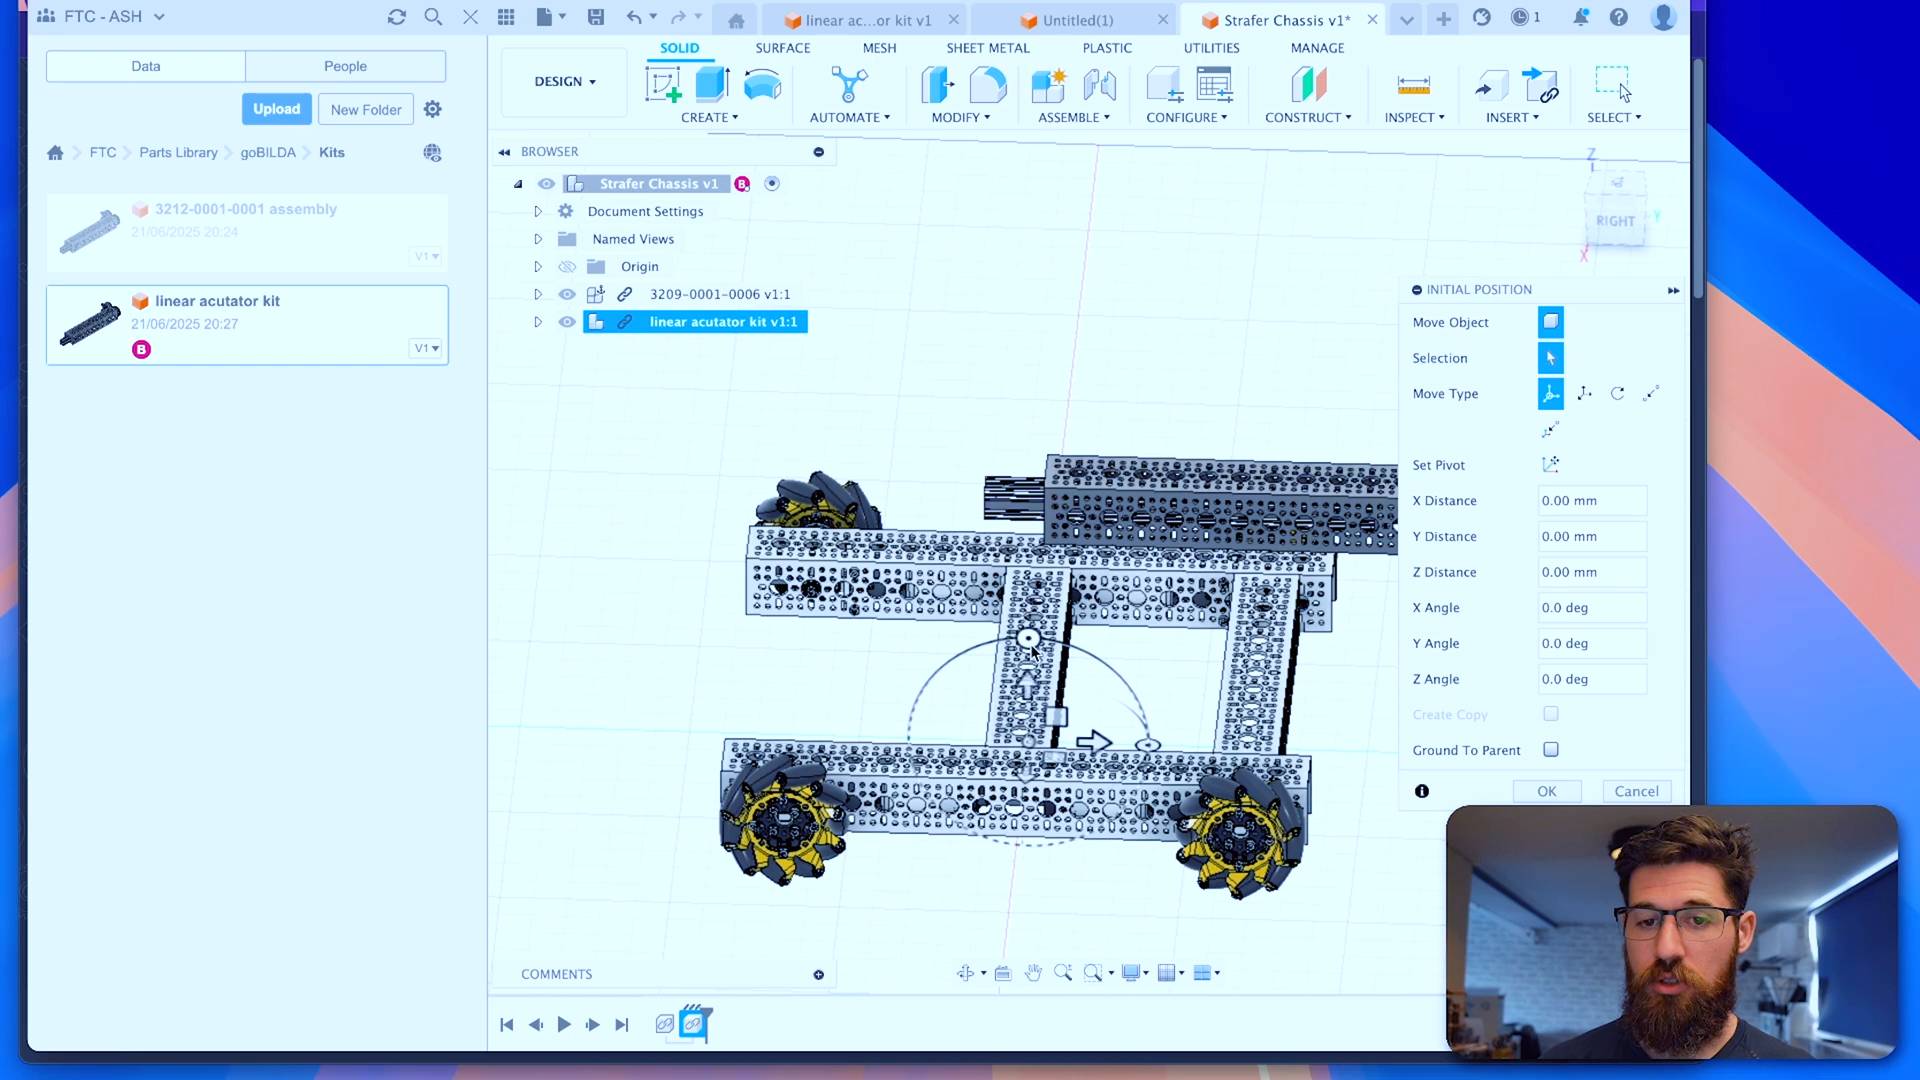 FTC - ASH
linear ac...or kit v1
Untitled(1)
Strafer Chassis v1*
1
Data
People
Upload
New Folder
FTC
Parts Library
goBILDA
Kits
3212-0001-0001 assembly
21/06/2025 20:24
V1
linear acutator kit
21/06/2025 20:27
B
V1
DESIGN
SOLID
SURFACE
MESH
SHEET METAL
PLASTIC
UTILITIES
MANAGE
CREATE
AUTOMATE
MODIFY
ASSEMBLE
CONFIGURE
CONSTRUCT
INSPECT
INSERT
SELECT
BROWSER
Strafer Chassis v1
B
Document Settings
Named Views
Origin
3209-0001-0006 v1:1
linear acutator kit v1:1
Z
RIGHT
Y
X
INITIAL POSITION
Move Object
Selection
Move Type
Set Pivot
X Distance
0.00 mm
Y Distance
0.00 mm
Z Distance
0.00 mm
X Angle
0.0 deg
Y Angle
0.0 deg
Z Angle
0.0 deg
Create Copy
Ground To Parent
OK
Cancel
COMMENTS